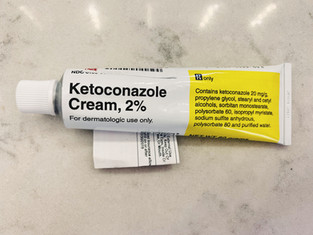 Ketoconazole
Cream, 2%
For dermatologic use only.
℞ only
Contains ketoconazole 20 mg/g,
propylene glycol, stearyl and cetyl
alcohols, sorbitan monostearate,
polysorbate 60, isopropyl myristate,
sodium sulfite anhydrous,
polysorbate 80 and purified water.